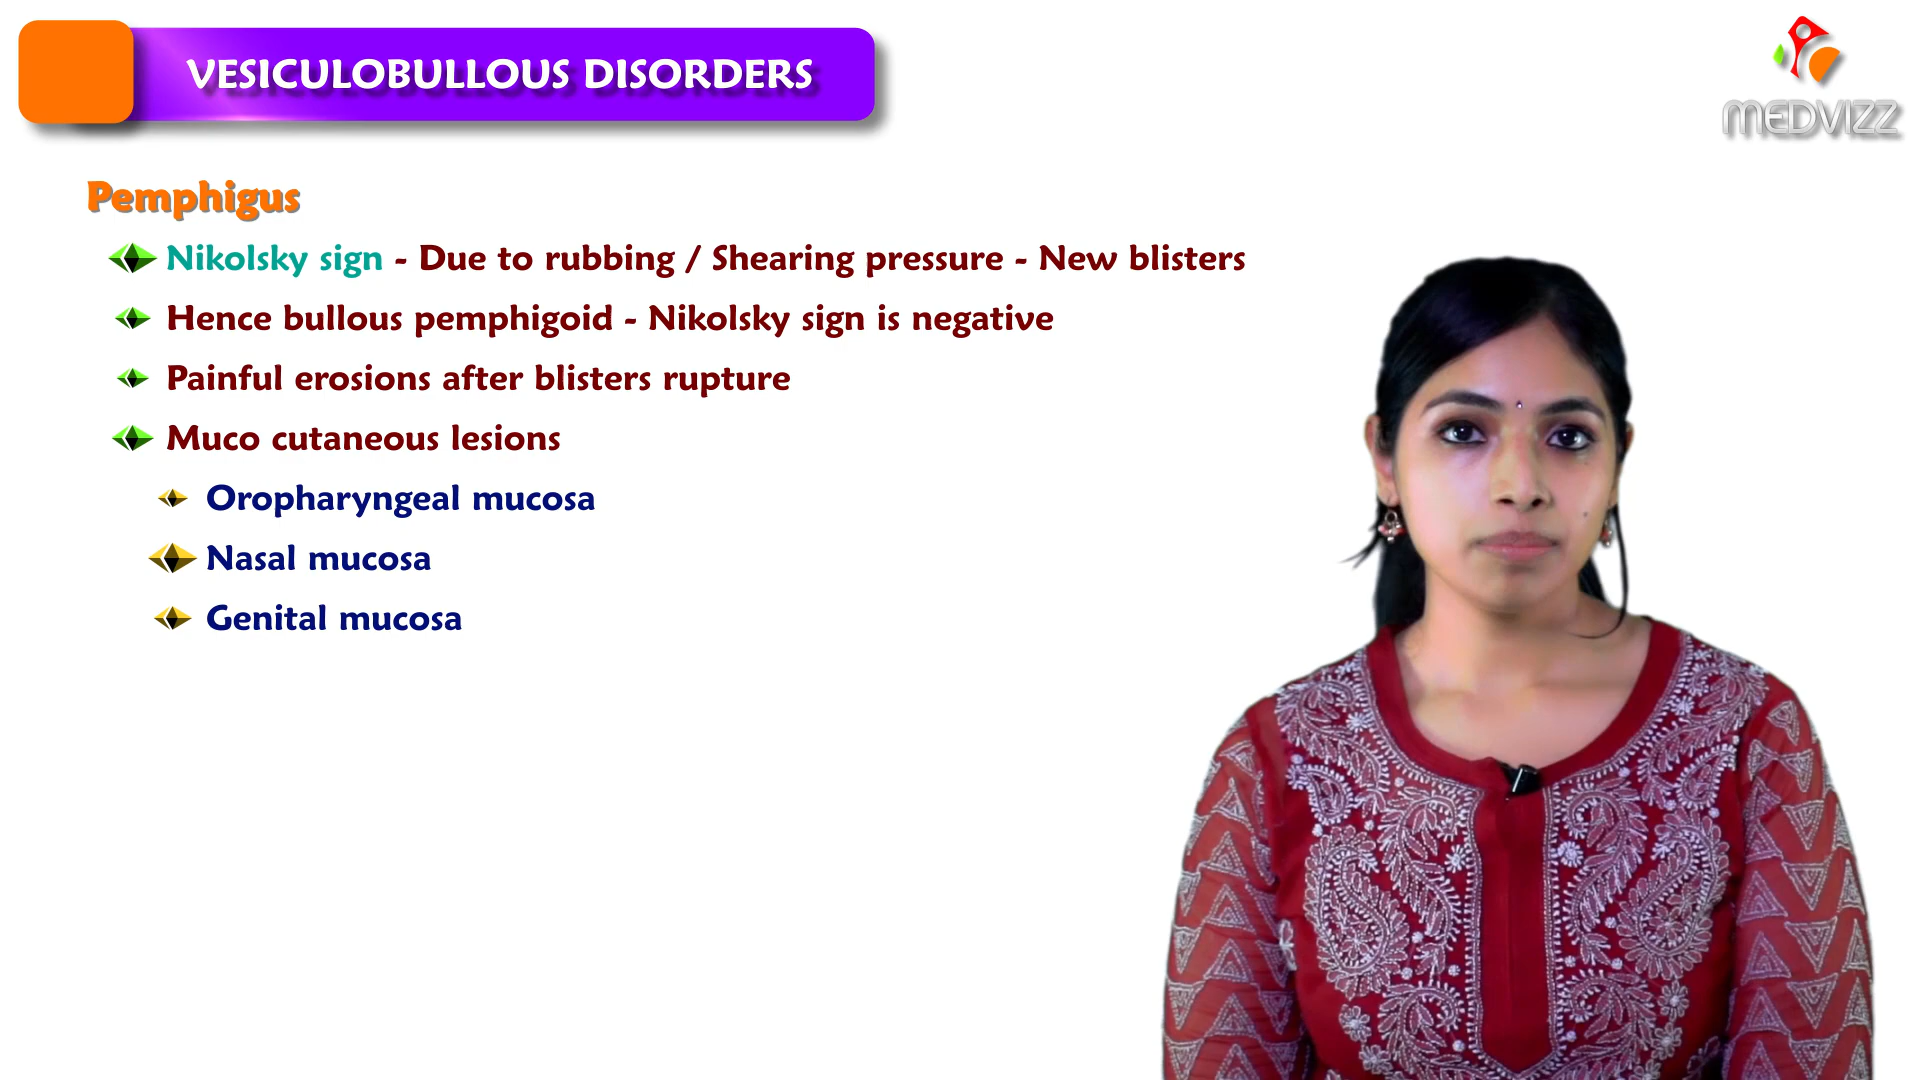 VESICULOBULLOUS DISORDERS
MEDVIZZ
Pemphigus
Nikolsky sign - Due to rubbing / Shearing pressure - New blisters
Hence bullous pemphigoid - Nikolsky sign is negative
Painful erosions after blisters rupture
Muco cutaneous lesions
Oropharyngeal mucosa
Nasal mucosa
Genital mucosa